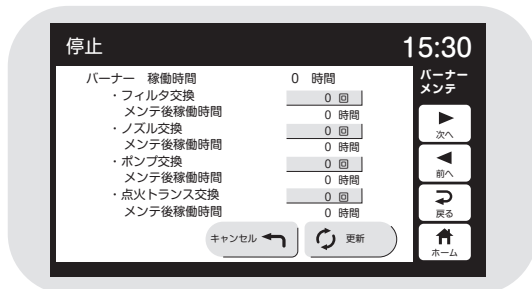 停止 15:30
バーナー 稼働時間 0 時間
・フィルタ交換 0 回
メンテ後稼働時間 0 時間
・ノズル交換 0 回
メンテ後稼働時間 0 時間
・ポンプ交換 0 回
メンテ後稼働時間 0 時間
・点火トランス交換 0 回
メンテ後稼働時間 0 時間
キャンセル 更新
バーナー
メンテ
次へ
前へ
戻る
ホーム